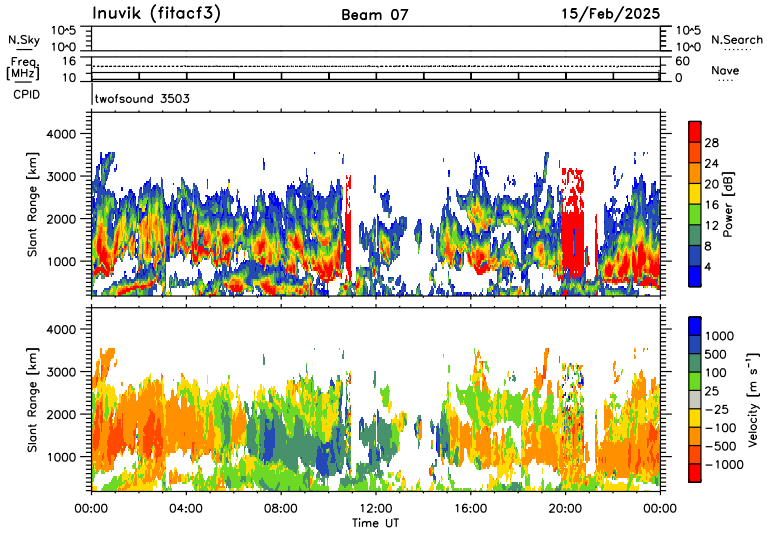 Inuvik (fitacf3) Beam 07 15/Feb/2025
N.Sky 10^5 10^5 N.Search
10^0 10^0
Freq. 16 60
[MHz] 10 0 Nave
CPID twofsound 3503
Slant Range [km] 4000 3000 2000 1000
Power [dB] 28 24 20 16 12 8 4
Slant Range [km] 4000 3000 2000 1000
Velocity [m s⁻¹] 1000 500 100 25 −25 −100 −500 −1000
00:00 04:00 08:00 12:00 16:00 20:00 00:00
Time UT